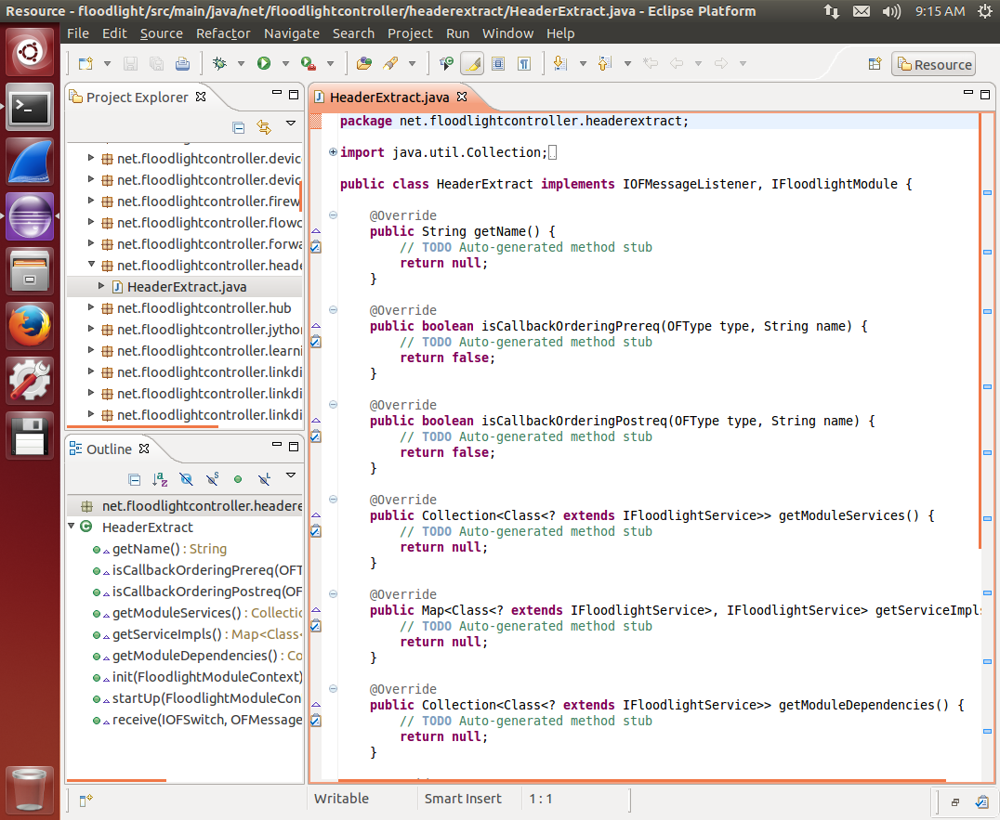 Resource - floodlight/src/main/java/net/floodlightcontroller/headerextract/HeaderExtract.java - Eclipse Platform
9:15 AM
File Edit Source Refactor Navigate Search Project Run Window Help
Resource
Project Explorer
net.floodlightcontroller.devic
net.floodlightcontroller.devic
net.floodlightcontroller.firew
net.floodlightcontroller.flowc
net.floodlightcontroller.forwa
net.floodlightcontroller.heade
HeaderExtract.java
net.floodlightcontroller.hub
net.floodlightcontroller.jytho
net.floodlightcontroller.learni
net.floodlightcontroller.linkdi
net.floodlightcontroller.linkdi
net.floodlightcontroller.linkdi
Outline
net.floodlightcontroller.headere
HeaderExtract
getName() : String
isCallbackOrderingPrereq(OFT
isCallbackOrderingPostreq(OF
getModuleServices() : Collectic
getServiceImpls() : Map<Class<
getModuleDependencies() : Co
init(FloodlightModuleContext)
startUp(FloodlightModuleCon
receive(IOFSwitch, OFMessage
HeaderExtract.java
package net.floodlightcontroller.headerextract;
import java.util.Collection;
public class HeaderExtract implements IOFMessageListener, IFloodlightModule {
@Override
public String getName() {
// TODO Auto-generated method stub
return null;
}
@Override
public boolean isCallbackOrderingPrereq(OFType type, String name) {
// TODO Auto-generated method stub
return false;
}
@Override
public boolean isCallbackOrderingPostreq(OFType type, String name) {
// TODO Auto-generated method stub
return false;
}
@Override
public Collection<Class<? extends IFloodlightService>> getModuleServices() {
// TODO Auto-generated method stub
return null;
}
@Override
public Map<Class<? extends IFloodlightService>, IFloodlightService> getServiceImpls
// TODO Auto-generated method stub
return null;
}
@Override
public Collection<Class<? extends IFloodlightService>> getModuleDependencies() {
// TODO Auto-generated method stub
return null;
}
Writable
Smart Insert
1 : 1